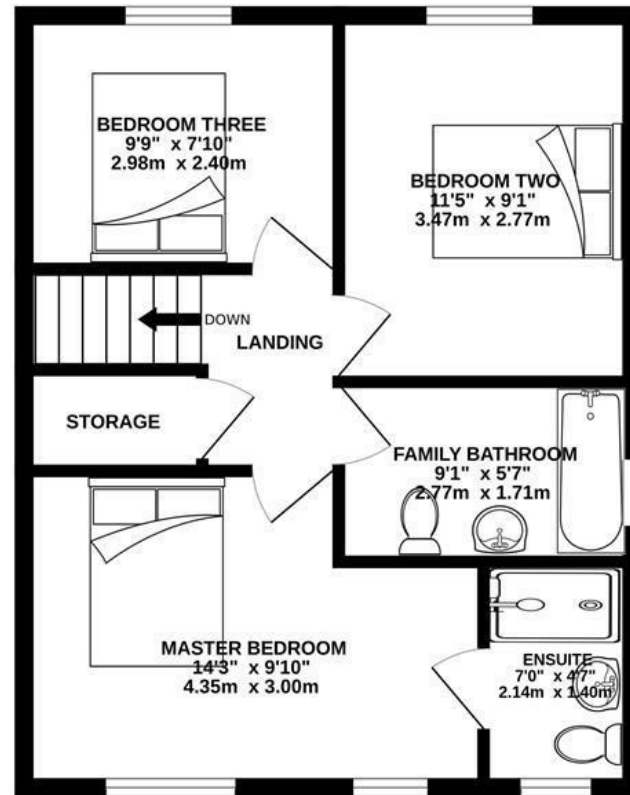 BEDROOM THREE
9'9" x 7'10"
2.98m x 2.40m
BEDROOM TWO
11'5" x 9'1"
3.47m x 2.77m
DOWN
LANDING
STORAGE
FAMILY BATHROOM
9'1" x 5'7"
2.77m x 1.71m
MASTER BEDROOM
14'3" x 9'10"
4.35m x 3.00m
ENSUITE
7'0" x 4'7"
2.14m x 1.40m